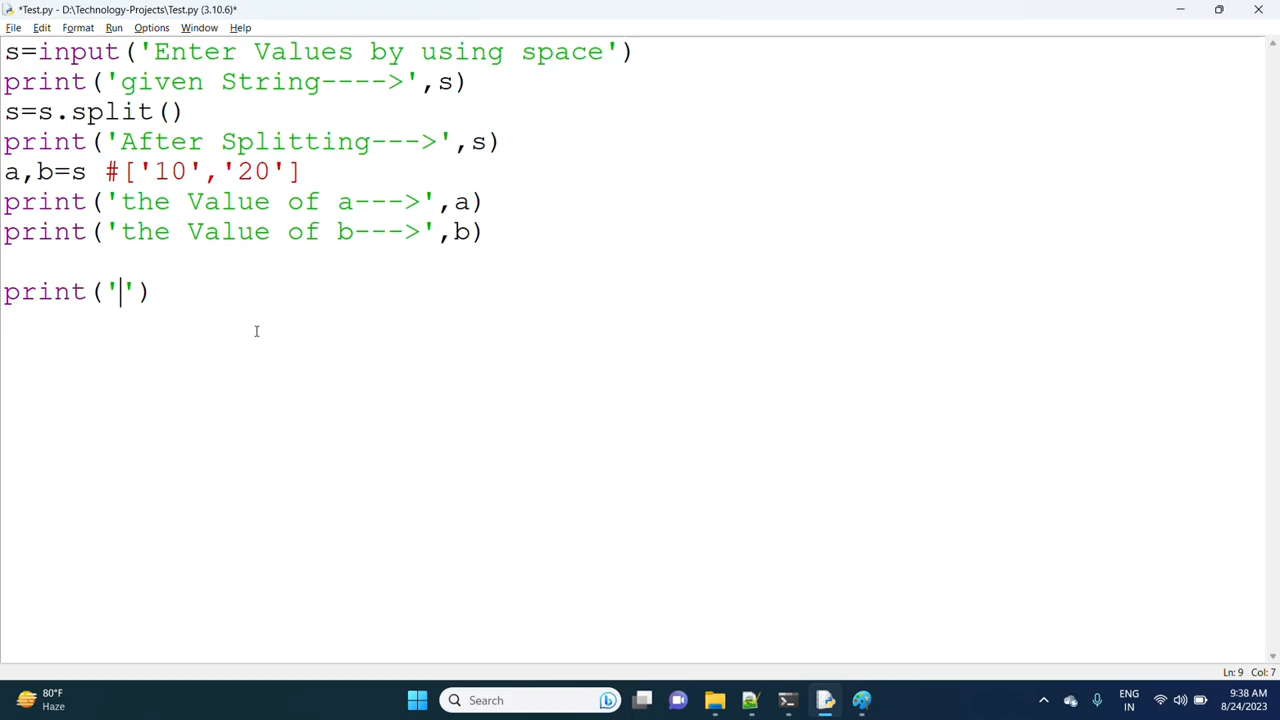 *Test.py - D:\Technology-Projects\Test.py (3.10.6)*
File Edit Format Run Options Window Help
s=input('Enter Values by using space')
print('given String---->',s)
s=s.split()
print('After Splitting--->',s)
a,b=s #['10','20']
print('the Value of a--->',a)
print('the Value of b--->',b)
print('')
Ln: 9 Col: 7
80°F
Haze
Search
ENG
IN
9:38 AM
8/24/2023